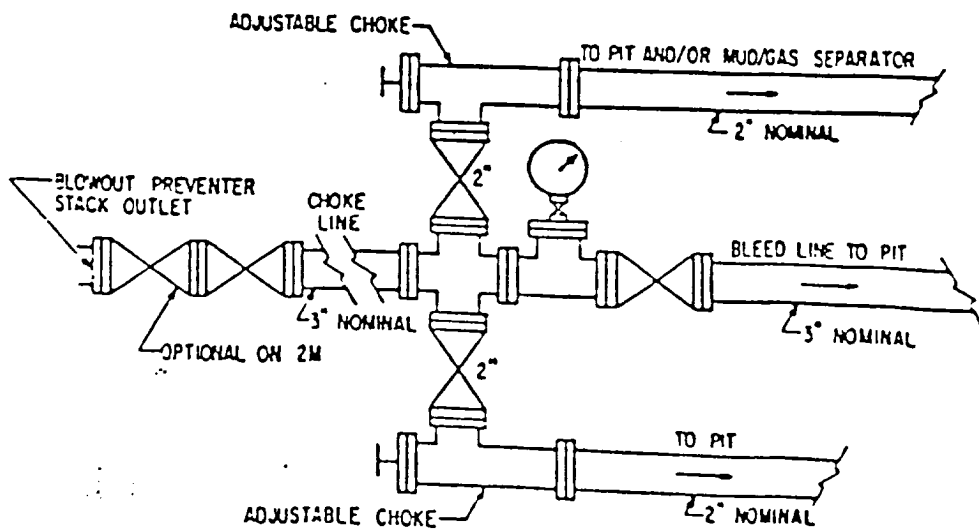 ADJUSTABLE CHOKE
TO PIT AND/OR MUD/GAS SEPARATOR
2" NOMINAL
2"
BLOWOUT PREVENTER
STACK OUTLET
CHOKE
LINE
BLEED LINE TO PIT
3" NOMINAL
3" NOMINAL
OPTIONAL ON 2M
2"
TO PIT
ADJUSTABLE CHOKE
2" NOMINAL